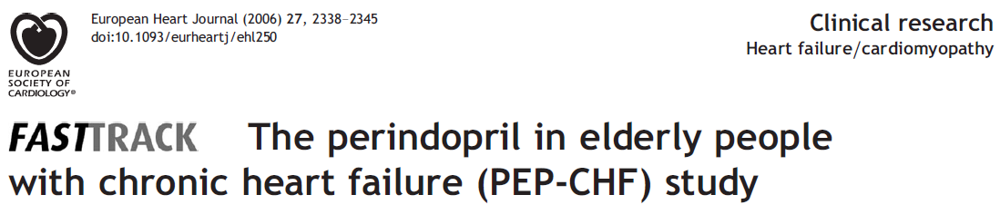 European Heart Journal (2006) 27, 2338–2345
doi:10.1093/eurheartj/ehl250
Clinical research
Heart failure/cardiomyopathy
EUROPEAN
SOCIETY OF
CARDIOLOGY®
FASTTRACK The perindopril in elderly people
with chronic heart failure (PEP-CHF) study